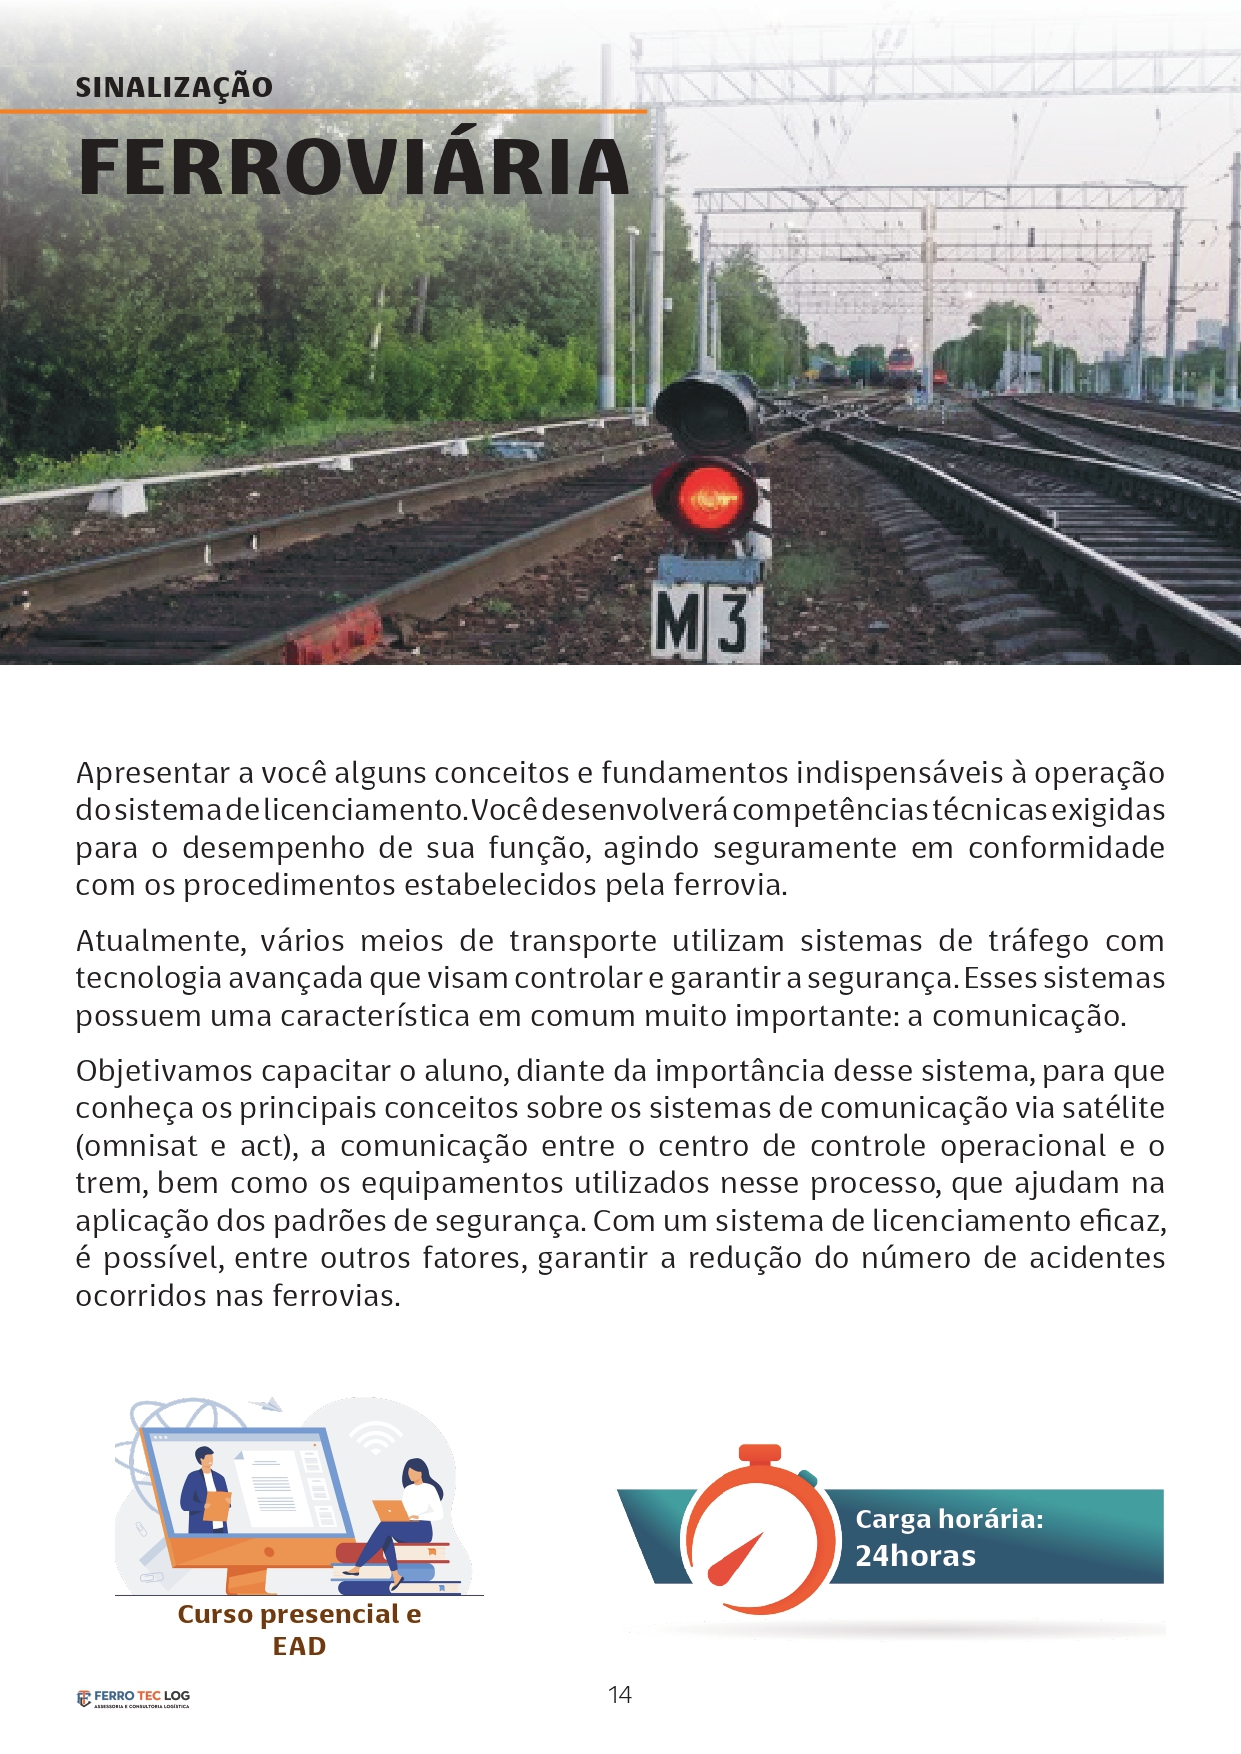 SINALIZAÇÃO
FERROVIÁRIA
M 3
Apresentar a você alguns conceitos e fundamentos indispensáveis à operação
do sistema de licenciamento. Você desenvolverá competências técnicas exigidas
para o desempenho de sua função, agindo seguramente em conformidade
com os procedimentos estabelecidos pela ferrovia.
Atualmente, vários meios de transporte utilizam sistemas de tráfego com
tecnologia avançada que visam controlar e garantir a segurança. Esses sistemas
possuem uma característica em comum muito importante: a comunicação.
Objetivamos capacitar o aluno, diante da importância desse sistema, para que
conheça os principais conceitos sobre os sistemas de comunicação via satélite
(omnisat e act), a comunicação entre o centro de controle operacional e o
trem, bem como os equipamentos utilizados nesse processo, que ajudam na
aplicação dos padrões de segurança. Com um sistema de licenciamento eficaz,
é possível, entre outros fatores, garantir a redução do número de acidentes
ocorridos nas ferrovias.
Carga horária:
24horas
Curso presencial e
EAD
FERRO TEC LOG
ASSESSORIA E CONSULTORIA LOGÍSTICA
14